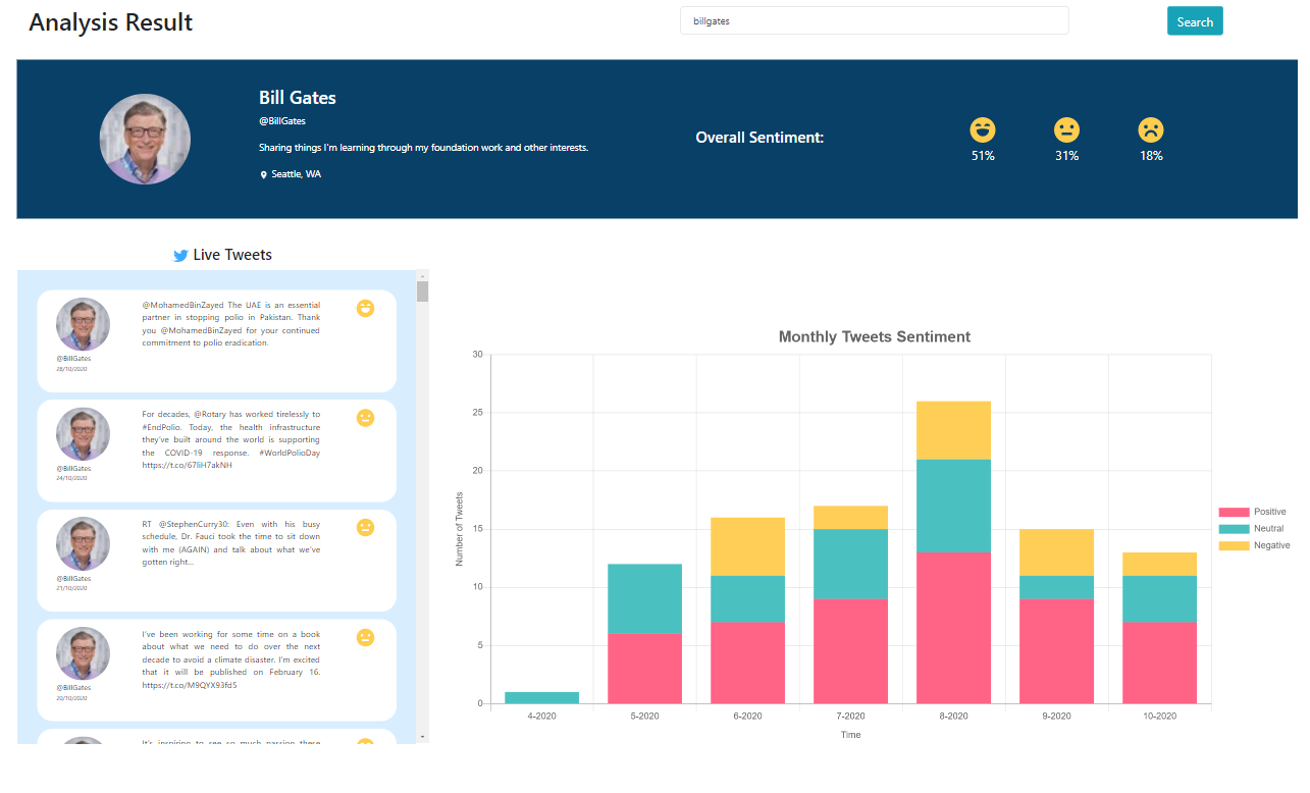 Analysis Result
billgates
Search
Bill Gates
@BillGates
Sharing things I'm learning through my foundation work and other interests.
Seattle, WA
Overall Sentiment:
51%
31%
18%
Live Tweets
@MohamedBinZayed The UAE is an essential
partner in stopping polio in Pakistan. Thank
you @MohamedBinZayed for your continued
commitment to polio eradication.
@BillGates
28/10/2020
For decades, @Rotary has worked tirelessly to
#EndPolio. Today, the health infrastructure
they've built around the world is supporting
the COVID-19 response. #WorldPolioDay
https://t.co/67liH7akNH
@BillGates
24/10/2020
RT @StephenCurry30: Even with his busy
schedule, Dr. Fauci took the time to sit down
with me (AGAIN) and talk about what we've
gotten right...
@BillGates
21/10/2020
I've been working for some time on a book
about what we need to do over the next
decade to avoid a climate disaster. I'm excited
that it will be published on February 16.
https://t.co/M9QYX93fdS
@BillGates
20/10/2020
It's inspiring to see so much passion these
Monthly Tweets Sentiment
30
25
20
15
10
5
0
Number of Tweets
4-2020
5-2020
6-2020
7-2020
8-2020
9-2020
10-2020
Time
Positive
Neutral
Negative